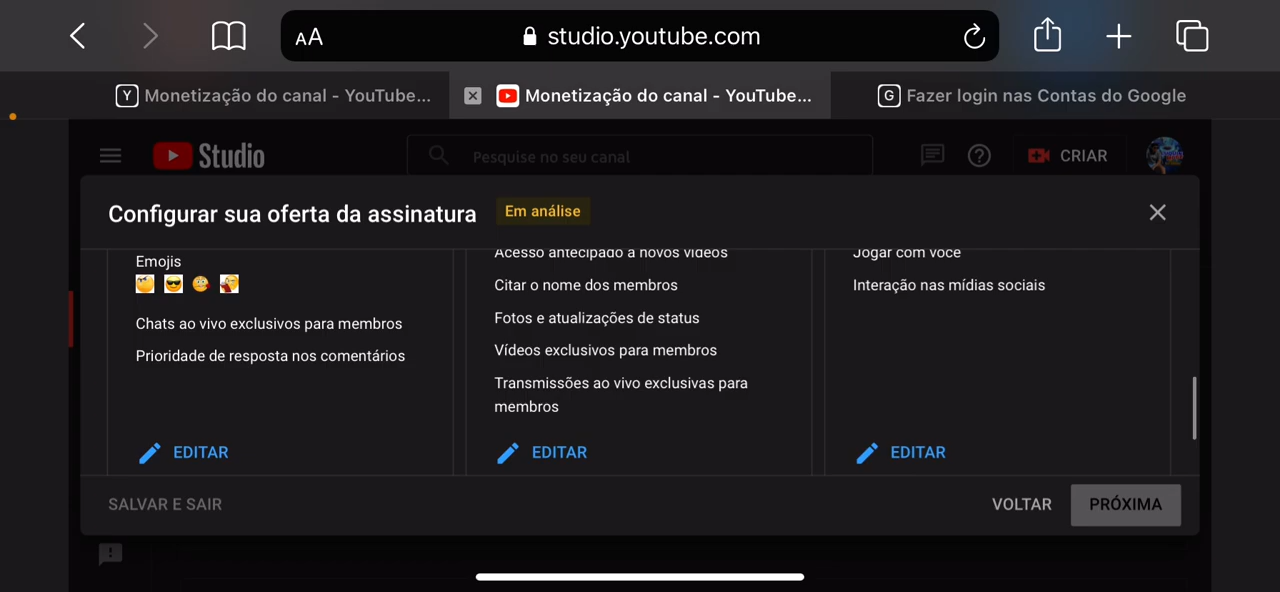 AA
studio.youtube.com
Y Monetização do canal - YouTube...
Monetização do canal - YouTube...
G Fazer login nas Contas do Google
Studio
Pesquise no seu canal
CRIAR
Configurar sua oferta da assinatura
Em análise
Emojis
Chats ao vivo exclusivos para membros
Prioridade de resposta nos comentários
EDITAR
Acesso antecipado a novos vídeos
Citar o nome dos membros
Fotos e atualizações de status
Vídeos exclusivos para membros
Transmissões ao vivo exclusivas para
membros
EDITAR
Jogar com você
Interação nas mídias sociais
EDITAR
SALVAR E SAIR
VOLTAR
PRÓXIMA